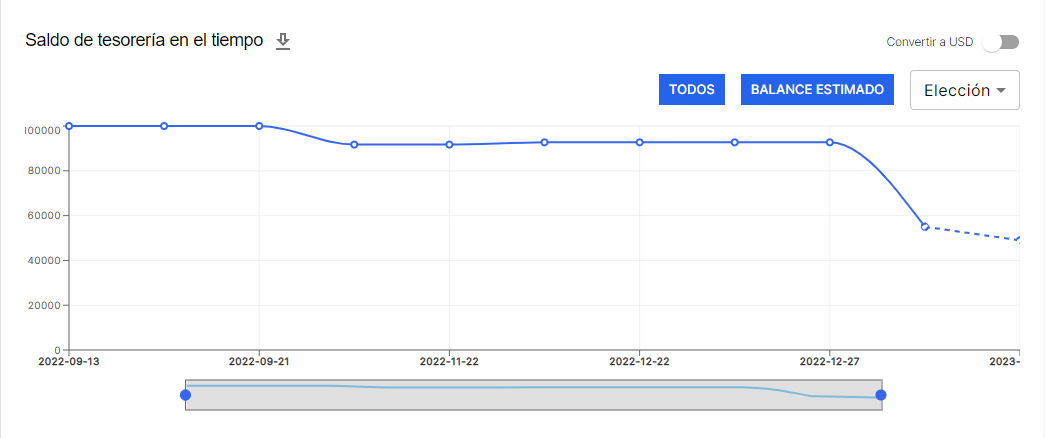 Saldo de tesorería en el tiempo
Convertir a USD
TODOS
BALANCE ESTIMADO
Elección
100000
80000
60000
40000
20000
0
2022-09-13
2022-09-21
2022-11-22
2022-12-22
2022-12-27
2023-